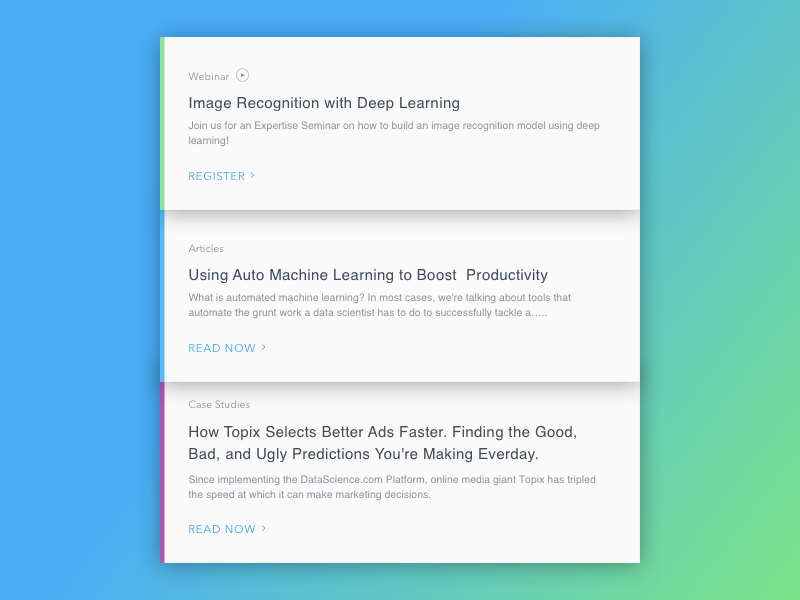 Webinar
Image Recognition with Deep Learning
Join us for an Expertise Seminar on how to build an image recognition model using deep
learning!
REGISTER >
Articles
Using Auto Machine Learning to Boost  Productivity
What is automated machine learning? In most cases, we're talking about tools that
automate the grunt work a data scientist has to do to successfully tackle a.....
READ NOW >
Case Studies
How Topix Selects Better Ads Faster. Finding the Good,
Bad, and Ugly Predictions You're Making Everday.
Since implementing the DataScience.com Platform, online media giant Topix has tripled
the speed at which it can make marketing decisions.
READ NOW >